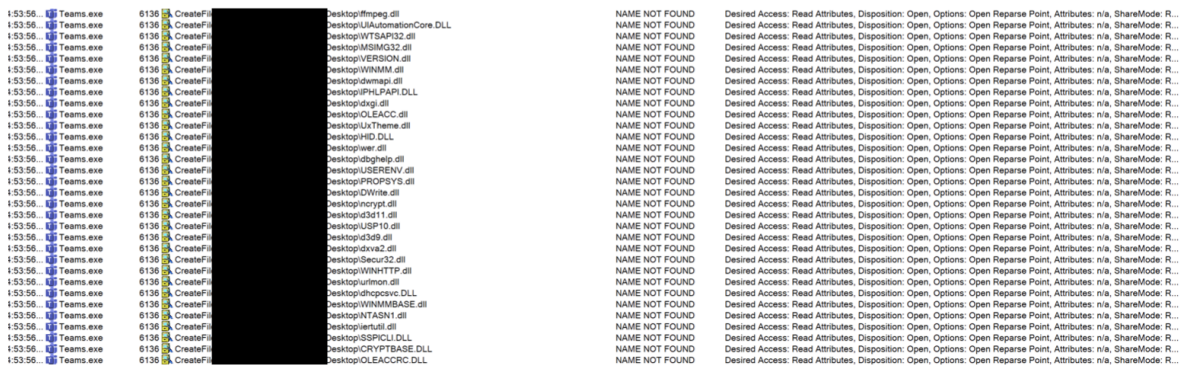 4:53:56... Teams.exe 6136 CreateFil Desktop\ffmpeg.dll NAME NOT FOUND Desired Access: Read Attributes, Disposition: Open, Options: Open Reparse Point, Attributes: n/a, ShareMode: R...
4:53:56... Teams.exe 6136 CreateFil Desktop\UIAutomationCore.DLL NAME NOT FOUND Desired Access: Read Attributes, Disposition: Open, Options: Open Reparse Point, Attributes: n/a, ShareMode: R...
4:53:56... Teams.exe 6136 CreateFil Desktop\WTSAPI32.dll NAME NOT FOUND Desired Access: Read Attributes, Disposition: Open, Options: Open Reparse Point, Attributes: n/a, ShareMode: R...
4:53:56... Teams.exe 6136 CreateFil Desktop\MSIMG32.dll NAME NOT FOUND Desired Access: Read Attributes, Disposition: Open, Options: Open Reparse Point, Attributes: n/a, ShareMode: R...
4:53:56... Teams.exe 6136 CreateFil Desktop\VERSION.dll NAME NOT FOUND Desired Access: Read Attributes, Disposition: Open, Options: Open Reparse Point, Attributes: n/a, ShareMode: R...
4:53:56... Teams.exe 6136 CreateFil Desktop\WINMM.dll NAME NOT FOUND Desired Access: Read Attributes, Disposition: Open, Options: Open Reparse Point, Attributes: n/a, ShareMode: R...
4:53:56... Teams.exe 6136 CreateFil Desktop\dwmapi.dll NAME NOT FOUND Desired Access: Read Attributes, Disposition: Open, Options: Open Reparse Point, Attributes: n/a, ShareMode: R...
4:53:56... Teams.exe 6136 CreateFil Desktop\IPHLPAPI.DLL NAME NOT FOUND Desired Access: Read Attributes, Disposition: Open, Options: Open Reparse Point, Attributes: n/a, ShareMode: R...
4:53:56... Teams.exe 6136 CreateFil Desktop\dxgi.dll NAME NOT FOUND Desired Access: Read Attributes, Disposition: Open, Options: Open Reparse Point, Attributes: n/a, ShareMode: R...
4:53:56... Teams.exe 6136 CreateFil Desktop\OLEACC.dll NAME NOT FOUND Desired Access: Read Attributes, Disposition: Open, Options: Open Reparse Point, Attributes: n/a, ShareMode: R...
4:53:56... Teams.exe 6136 CreateFil Desktop\UxTheme.dll NAME NOT FOUND Desired Access: Read Attributes, Disposition: Open, Options: Open Reparse Point, Attributes: n/a, ShareMode: R...
4:53:56... Teams.exe 6136 CreateFil Desktop\HID.DLL NAME NOT FOUND Desired Access: Read Attributes, Disposition: Open, Options: Open Reparse Point, Attributes: n/a, ShareMode: R...
4:53:56... Teams.exe 6136 CreateFil Desktop\wer.dll NAME NOT FOUND Desired Access: Read Attributes, Disposition: Open, Options: Open Reparse Point, Attributes: n/a, ShareMode: R...
4:53:56... Teams.exe 6136 CreateFil Desktop\dbghelp.dll NAME NOT FOUND Desired Access: Read Attributes, Disposition: Open, Options: Open Reparse Point, Attributes: n/a, ShareMode: R...
4:53:56... Teams.exe 6136 CreateFil Desktop\USERENV.dll NAME NOT FOUND Desired Access: Read Attributes, Disposition: Open, Options: Open Reparse Point, Attributes: n/a, ShareMode: R...
4:53:56... Teams.exe 6136 CreateFil Desktop\PROPSYS.dll NAME NOT FOUND Desired Access: Read Attributes, Disposition: Open, Options: Open Reparse Point, Attributes: n/a, ShareMode: R...
4:53:56... Teams.exe 6136 CreateFil Desktop\DWrite.dll NAME NOT FOUND Desired Access: Read Attributes, Disposition: Open, Options: Open Reparse Point, Attributes: n/a, ShareMode: R...
4:53:56... Teams.exe 6136 CreateFil Desktop\ncrypt.dll NAME NOT FOUND Desired Access: Read Attributes, Disposition: Open, Options: Open Reparse Point, Attributes: n/a, ShareMode: R...
4:53:56... Teams.exe 6136 CreateFil Desktop\d3d11.dll NAME NOT FOUND Desired Access: Read Attributes, Disposition: Open, Options: Open Reparse Point, Attributes: n/a, ShareMode: R...
4:53:56... Teams.exe 6136 CreateFil Desktop\USP10.dll NAME NOT FOUND Desired Access: Read Attributes, Disposition: Open, Options: Open Reparse Point, Attributes: n/a, ShareMode: R...
4:53:56... Teams.exe 6136 CreateFil Desktop\d3d9.dll NAME NOT FOUND Desired Access: Read Attributes, Disposition: Open, Options: Open Reparse Point, Attributes: n/a, ShareMode: R...
4:53:56... Teams.exe 6136 CreateFil Desktop\dxva2.dll NAME NOT FOUND Desired Access: Read Attributes, Disposition: Open, Options: Open Reparse Point, Attributes: n/a, ShareMode: R...
4:53:56... Teams.exe 6136 CreateFil Desktop\Secur32.dll NAME NOT FOUND Desired Access: Read Attributes, Disposition: Open, Options: Open Reparse Point, Attributes: n/a, ShareMode: R...
4:53:56... Teams.exe 6136 CreateFil Desktop\WINHTTP.dll NAME NOT FOUND Desired Access: Read Attributes, Disposition: Open, Options: Open Reparse Point, Attributes: n/a, ShareMode: R...
4:53:56... Teams.exe 6136 CreateFil Desktop\urlmon.dll NAME NOT FOUND Desired Access: Read Attributes, Disposition: Open, Options: Open Reparse Point, Attributes: n/a, ShareMode: R...
4:53:56... Teams.exe 6136 CreateFil Desktop\dhcpcsvc.DLL NAME NOT FOUND Desired Access: Read Attributes, Disposition: Open, Options: Open Reparse Point, Attributes: n/a, ShareMode: R...
4:53:56... Teams.exe 6136 CreateFil Desktop\WINMMBASE.dll NAME NOT FOUND Desired Access: Read Attributes, Disposition: Open, Options: Open Reparse Point, Attributes: n/a, ShareMode: R...
4:53:56... Teams.exe 6136 CreateFil Desktop\NTASN1.dll NAME NOT FOUND Desired Access: Read Attributes, Disposition: Open, Options: Open Reparse Point, Attributes: n/a, ShareMode: R...
4:53:56... Teams.exe 6136 CreateFil Desktop\iertutil.dll NAME NOT FOUND Desired Access: Read Attributes, Disposition: Open, Options: Open Reparse Point, Attributes: n/a, ShareMode: R...
4:53:56... Teams.exe 6136 CreateFil Desktop\SSPICLI.DLL NAME NOT FOUND Desired Access: Read Attributes, Disposition: Open, Options: Open Reparse Point, Attributes: n/a, ShareMode: R...
4:53:56... Teams.exe 6136 CreateFil Desktop\CRYPTBASE.DLL NAME NOT FOUND Desired Access: Read Attributes, Disposition: Open, Options: Open Reparse Point, Attributes: n/a, ShareMode: R...
4:53:56... Teams.exe 6136 CreateFil Desktop\OLEACCRC.DLL NAME NOT FOUND Desired Access: Read Attributes, Disposition: Open, Options: Open Reparse Point, Attributes: n/a, ShareMode: R...